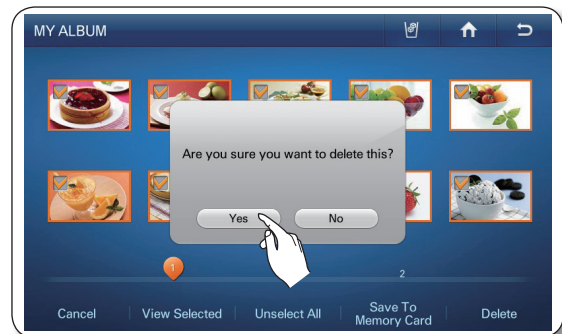 MY ALBUM
Are you sure you want to delete this?
Yes No
1 2
Cancel View Selected Unselect All Save To Memory Card Delete